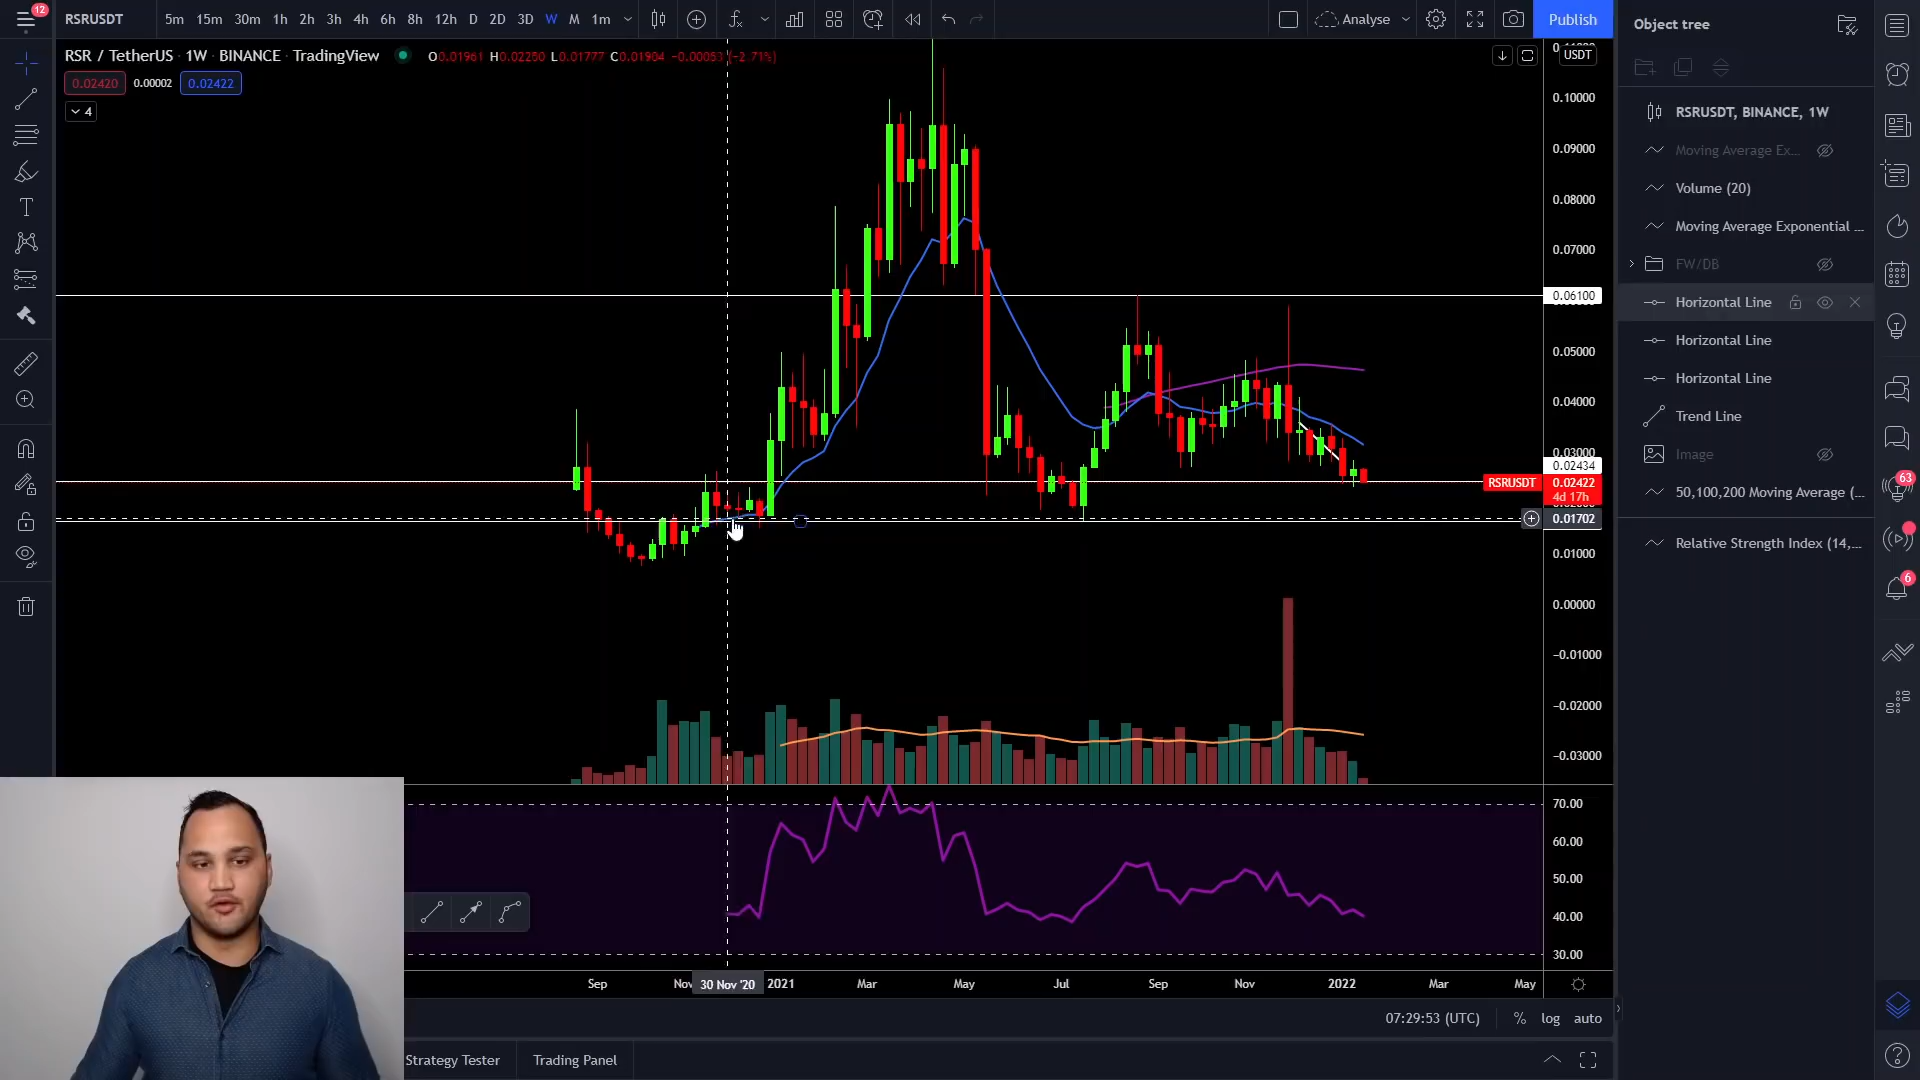 12
RSRUSDT
5m 15m 30m 1h 2h 3h 4h 6h 8h 12h D 2D 3D W M 1m
Analyse
Publish
Object tree
RSR / TetherUS · 1W · BINANCE · TradingView
O0.01961 H0.02250 L0.01777 C0.01904 −0.00053 (−2.71%)
USDT
0.02420 0.00002 0.02422
4
0.10000
0.09000
0.08000
0.07000
0.06100
0.05000
0.04000
0.03000
0.02434
RSRUSDT 0.02422
4d 17h
0.01702
0.01000
0.00000
−0.01000
−0.02000
−0.03000
70.00
60.00
50.00
40.00
30.00
RSRUSDT, BINANCE, 1W
Moving Average Ex...
Volume (20)
Moving Average Exponential ...
FW/DB
Horizontal Line
Horizontal Line
Horizontal Line
Trend Line
Image
50,100,200 Moving Average (...
Relative Strength Index (14,...
63
6
Sep Nov 30 Nov '20 2021 Mar May Jul Sep Nov 2022 Mar May
07:29:53 (UTC) % log auto
Strategy Tester Trading Panel